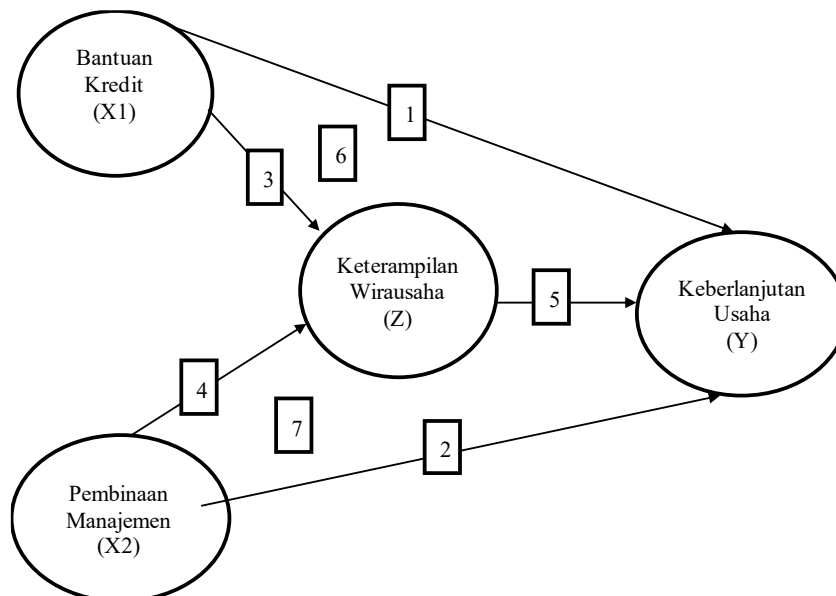 Bantuan
Kredit
(X1)
1
6
3
Keterampilan
Wirausaha
(Z)
5
Keberlanjutan
Usaha
(Y)
4
7
2
Pembinaan
Manajemen
(X2)